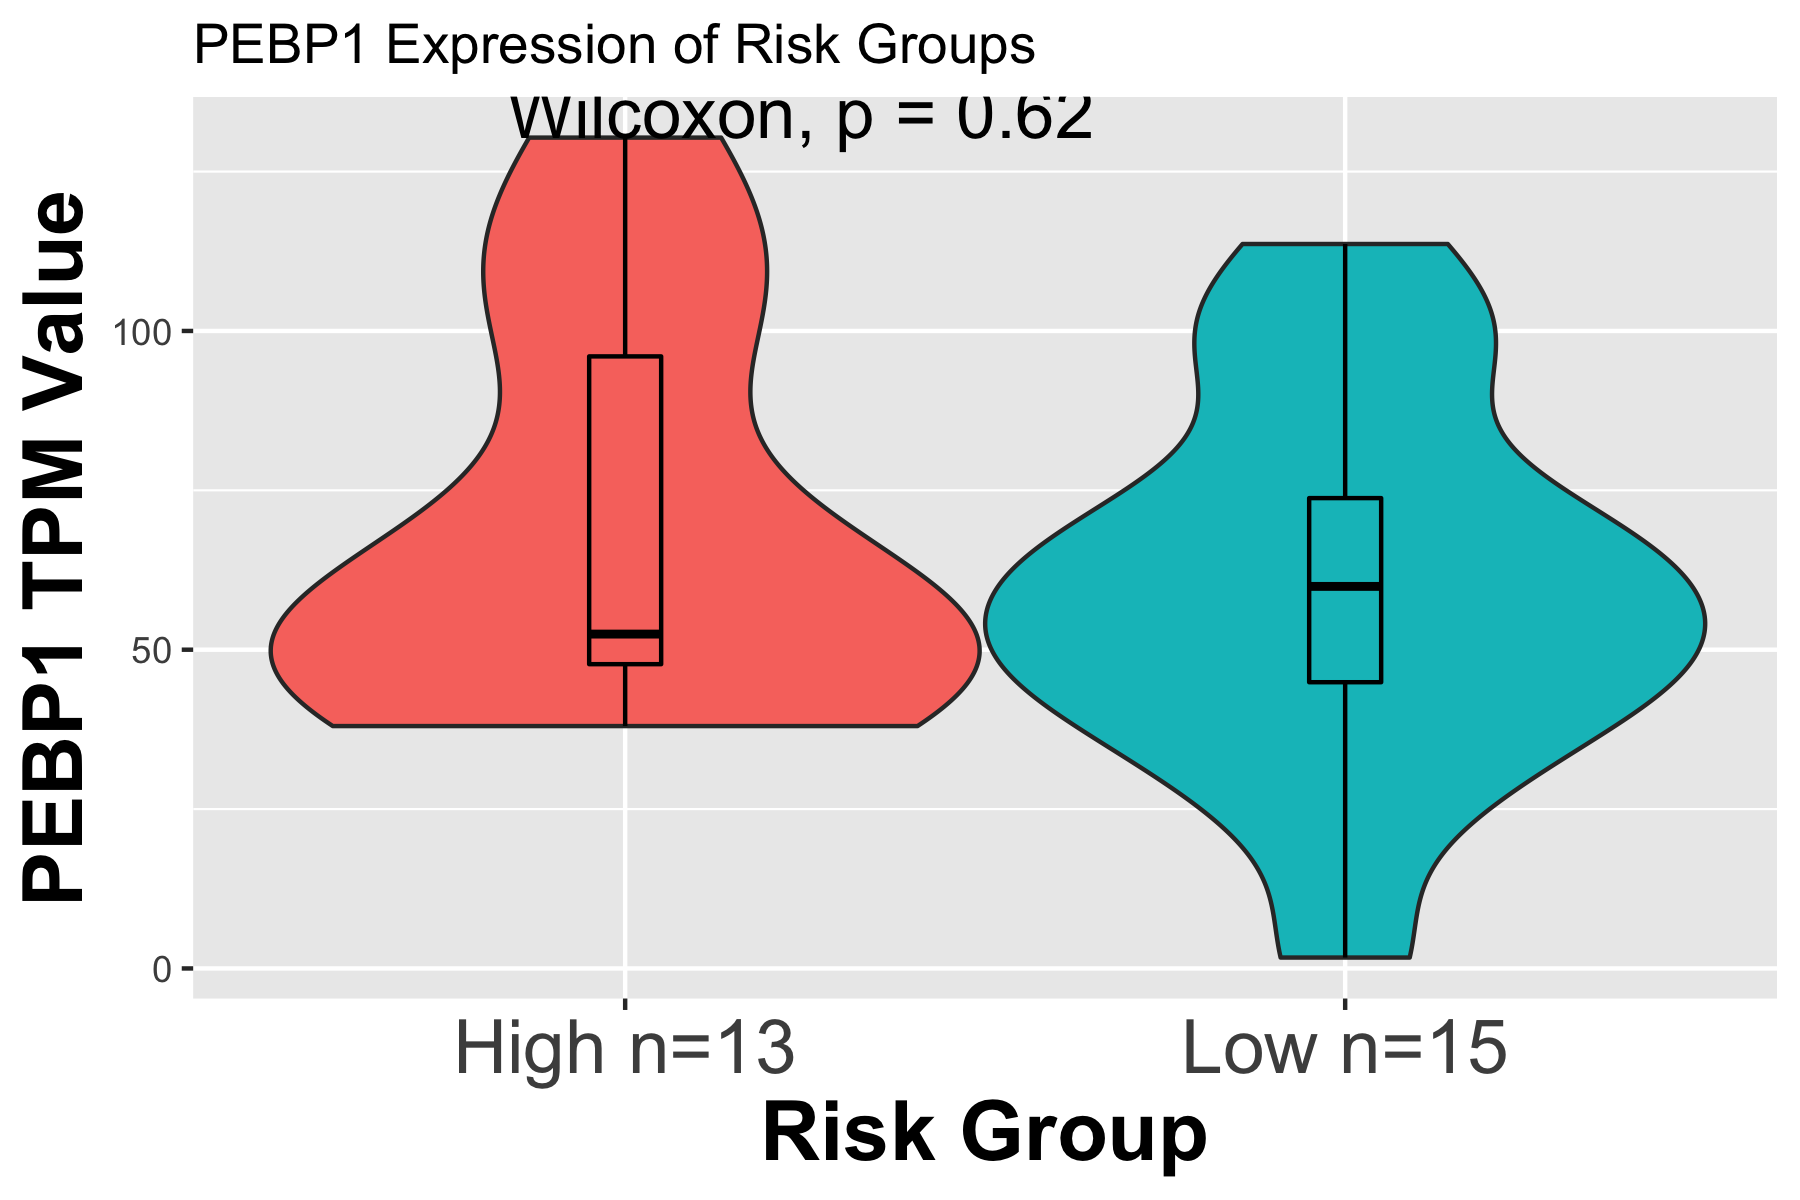 PEBP1 Expression of Risk Groups
Wilcoxon, p = 0.62
PEBP1 TPM Value
100
50
0
High n=13
Low n=15
Risk Group